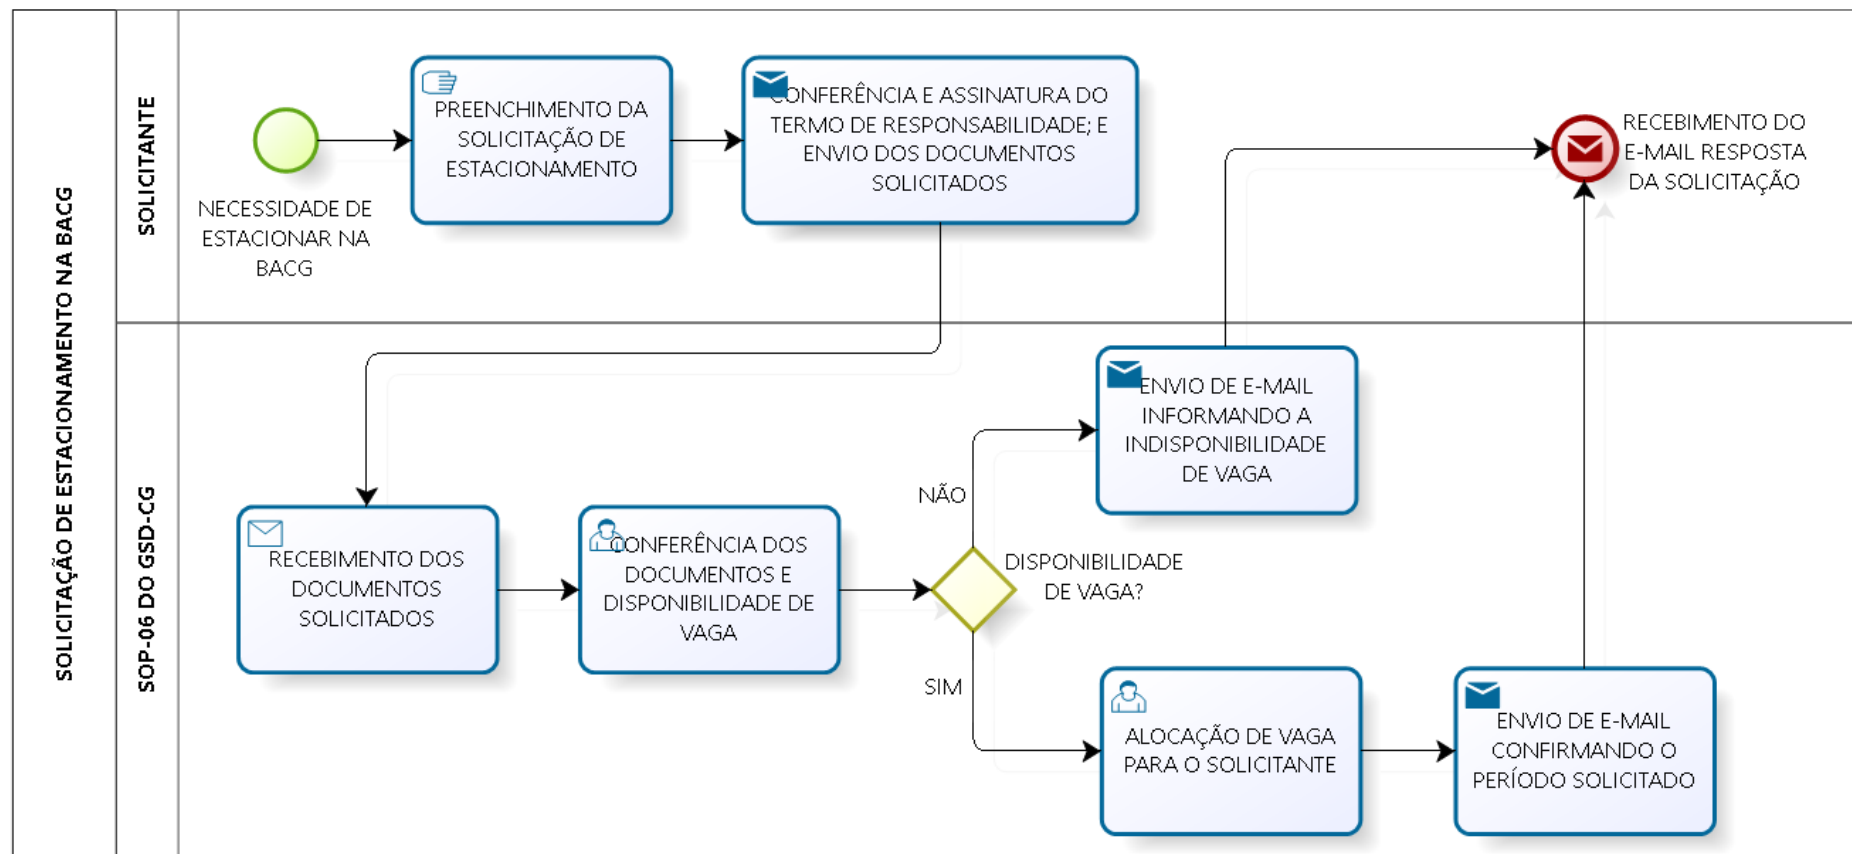 SOLICITAÇÃO DE ESTACIONAMENTO NA BACG
SOLICITANTE
NECESSIDADE DE
ESTACIONAR NA
BACG
PREENCHIMENTO DA
SOLICITAÇÃO DE
ESTACIONAMENTO
CONFERÊNCIA E ASSINATURA DO
TERMO DE RESPONSABILIDADE; E
ENVIO DOS DOCUMENTOS
SOLICITADOS
RECEBIMENTO DO
E-MAIL RESPOSTA
DA SOLICITAÇÃO
SOP-06 DO GSD-CG
RECEBIMENTO DOS
DOCUMENTOS
SOLICITADOS
CONFERÊNCIA DOS
DOCUMENTOS E
DISPONIBILIDADE DE
VAGA
DISPONIBILIDADE
DE VAGA?
NÃO
ENVIO DE E-MAIL
INFORMANDO A
INDISPONIBILIDADE
DE VAGA
SIM
ALOCAÇÃO DE VAGA
PARA O SOLICITANTE
ENVIO DE E-MAIL
CONFIRMANDO O
PERÍODO SOLICITADO